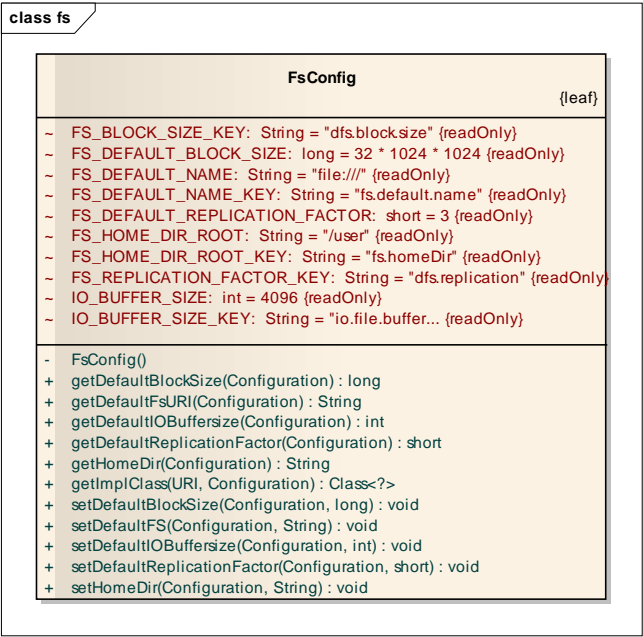 class fs
FsConfig
{leaf}
~ FS_BLOCK_SIZE_KEY: String = "dfs.block.size" {readOnly}
~ FS_DEFAULT_BLOCK_SIZE: long = 32 * 1024 * 1024 {readOnly}
~ FS_DEFAULT_NAME: String = "file:///" {readOnly}
~ FS_DEFAULT_NAME_KEY: String = "fs.default.name" {readOnly}
~ FS_DEFAULT_REPLICATION_FACTOR: short = 3 {readOnly}
~ FS_HOME_DIR_ROOT: String = "/user" {readOnly}
~ FS_HOME_DIR_ROOT_KEY: String = "fs.homeDir" {readOnly}
~ FS_REPLICATION_FACTOR_KEY: String = "dfs.replication" {readOnly}
~ IO_BUFFER_SIZE: int = 4096 {readOnly}
~ IO_BUFFER_SIZE_KEY: String = "io.file.buffer... {readOnly}
- FsConfig()
+ getDefaultBlockSize(Configuration) : long
+ getDefaultFsURI(Configuration) : String
+ getDefaultIOBuffersize(Configuration) : int
+ getDefaultReplicationFactor(Configuration) : short
+ getHomeDir(Configuration) : String
+ getImplClass(URI, Configuration) : Class<?>
+ setDefaultBlockSize(Configuration, long) : void
+ setDefaultFS(Configuration, String) : void
+ setDefaultIOBuffersize(Configuration, int) : void
+ setDefaultReplicationFactor(Configuration, short) : void
+ setHomeDir(Configuration, String) : void